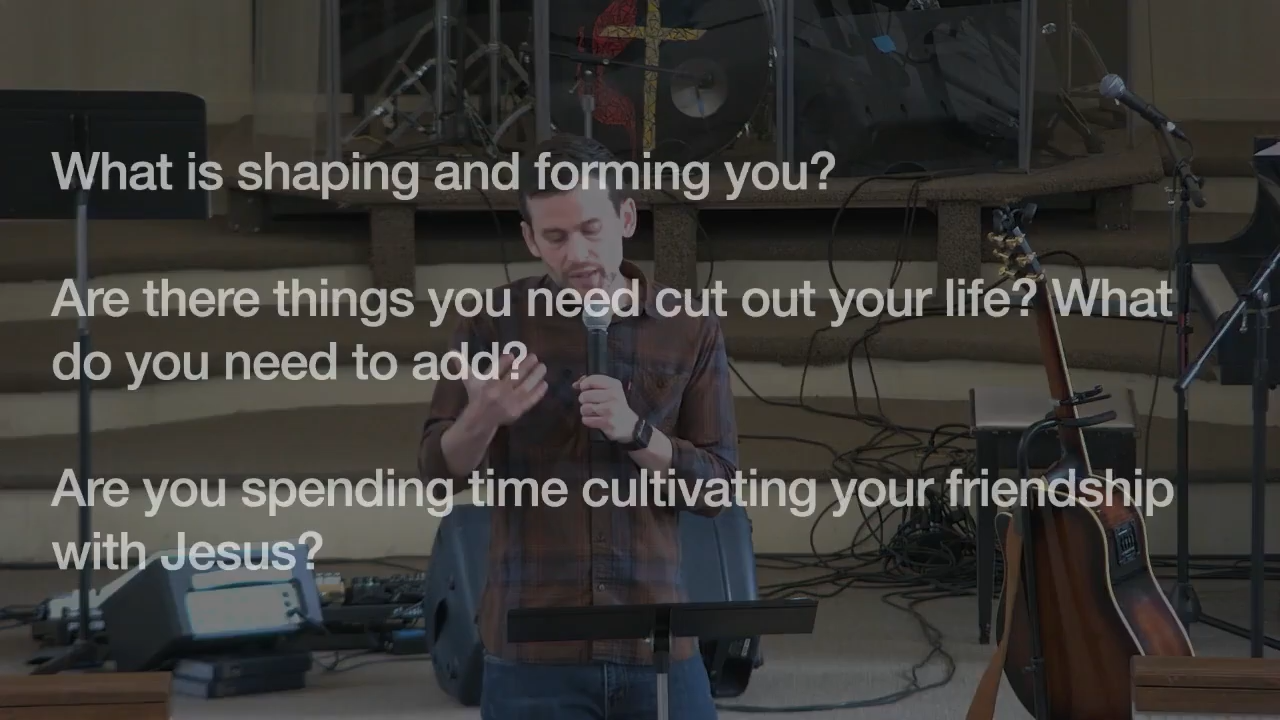 What is shaping and forming you?
Are there things you need cut out your life? What
do you need to add?
Are you spending time cultivating your friendship
with Jesus?